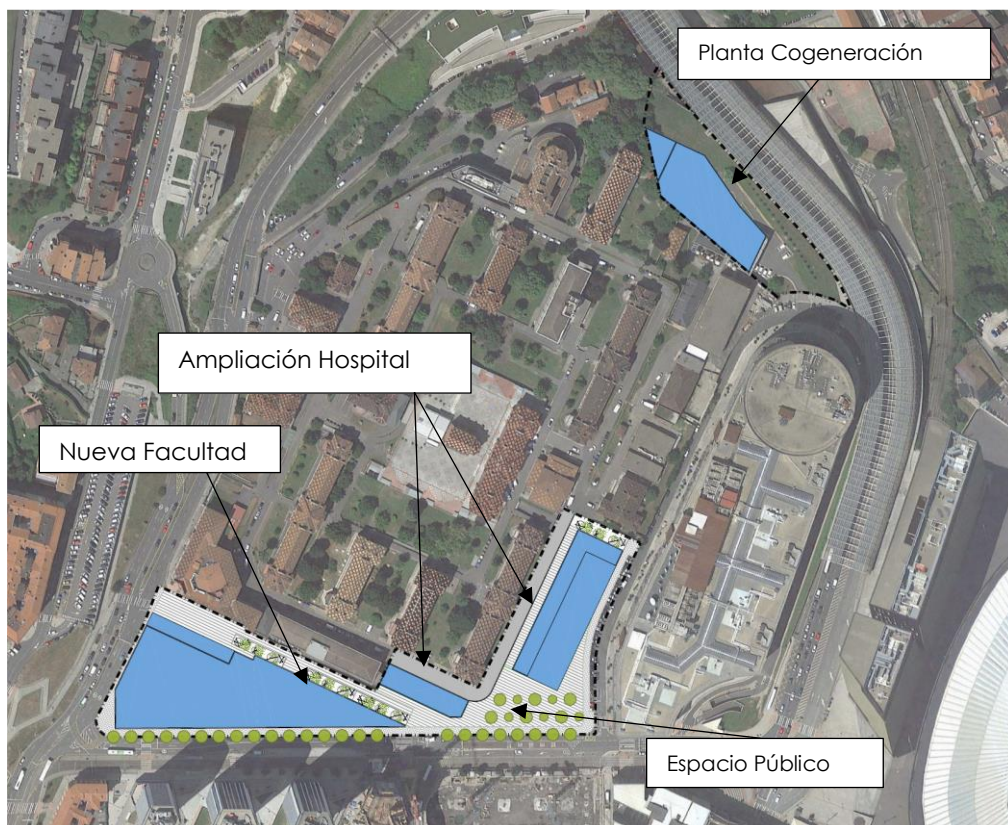 Planta Cogeneración
Ampliación Hospital
Nueva Facultad
Espacio Público